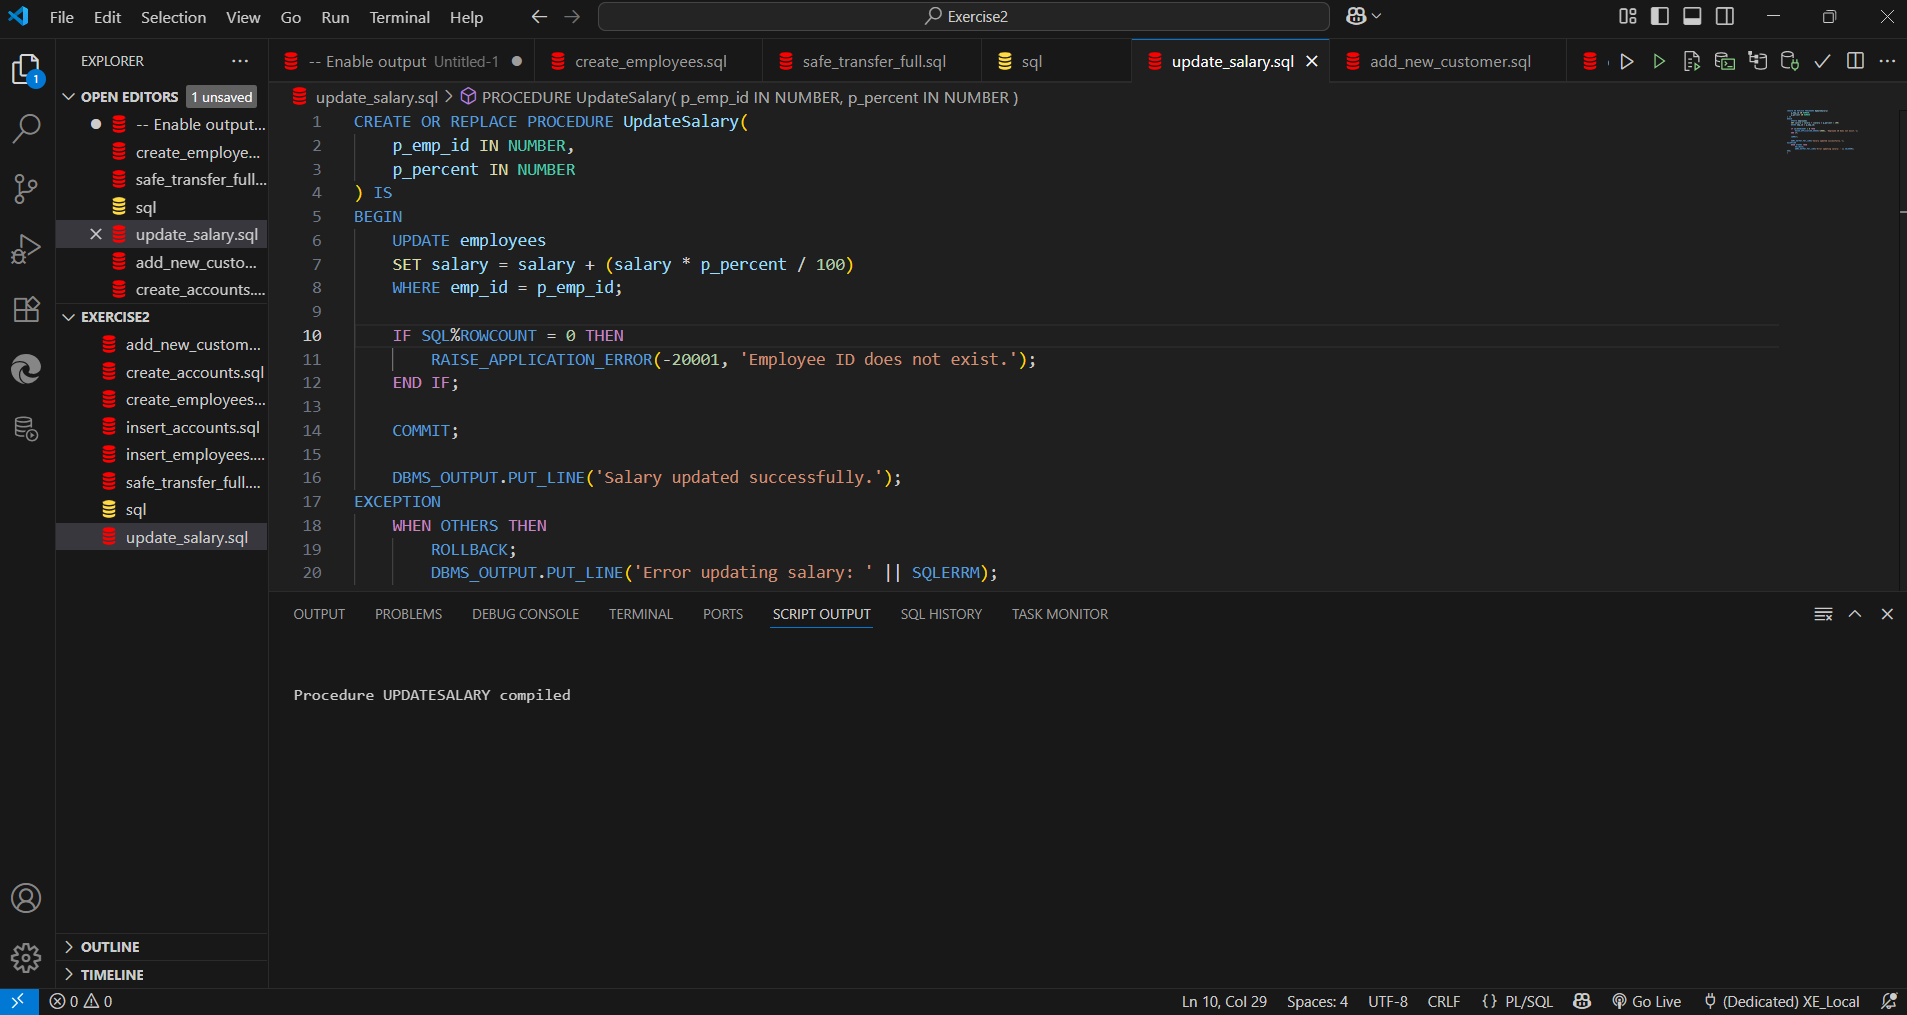 File Edit Selection View Go Run Terminal Help
Exercise2
1
EXPLORER
OPEN EDITORS 1 unsaved
-- Enable output...
create_employe...
safe_transfer_full...
sql
update_salary.sql
add_new_custo...
create_accounts....
EXERCISE2
add_new_custom...
create_accounts.sql
create_employees...
insert_accounts.sql
insert_employees....
safe_transfer_full....
sql
update_salary.sql
OUTLINE
TIMELINE
-- Enable output Untitled-1
create_employees.sql
safe_transfer_full.sql
sql
update_salary.sql
add_new_customer.sql
update_salary.sql > PROCEDURE UpdateSalary( p_emp_id IN NUMBER, p_percent IN NUMBER )
1 CREATE OR REPLACE PROCEDURE UpdateSalary(
2 p_emp_id IN NUMBER,
3 p_percent IN NUMBER
4 ) IS
5 BEGIN
6 UPDATE employees
7 SET salary = salary + (salary * p_percent / 100)
8 WHERE emp_id = p_emp_id;
9
10 IF SQL%ROWCOUNT = 0 THEN
11 RAISE_APPLICATION_ERROR(-20001, 'Employee ID does not exist.');
12 END IF;
13
14 COMMIT;
15
16 DBMS_OUTPUT.PUT_LINE('Salary updated successfully.');
17 EXCEPTION
18 WHEN OTHERS THEN
19 ROLLBACK;
20 DBMS_OUTPUT.PUT_LINE('Error updating salary: ' || SQLERRM);
OUTPUT PROBLEMS DEBUG CONSOLE TERMINAL PORTS SCRIPT OUTPUT SQL HISTORY TASK MONITOR
Procedure UPDATESALARY compiled
0 0
Ln 10, Col 29 Spaces: 4 UTF-8 CRLF {} PL/SQL Go Live (Dedicated) XE_Local